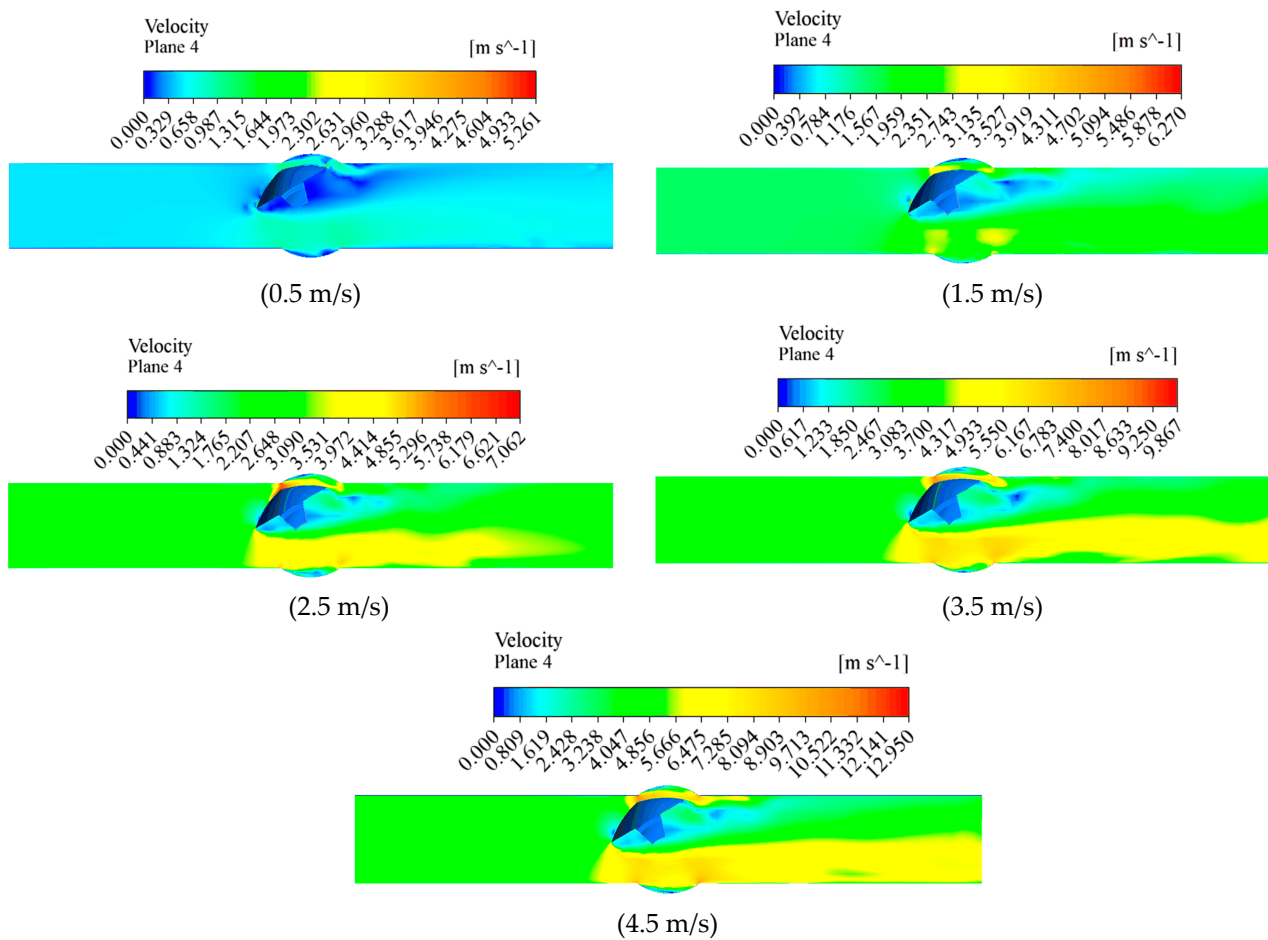 Velocity
Plane 4
[m s^-1]
0.000 0.329 0.658 0.987 1.315 1.644 1.973 2.302 2.631 2.960 3.288 3.617 3.946 4.275 4.604 4.933 5.261
(0.5 m/s)
Velocity
Plane 4
[m s^-1]
0.000 0.392 0.784 1.176 1.567 1.959 2.351 2.743 3.135 3.527 3.919 4.311 4.702 5.094 5.486 5.878 6.270
(1.5 m/s)
Velocity
Plane 4
[m s^-1]
0.000 0.441 0.883 1.324 1.765 2.207 2.648 3.090 3.531 3.972 4.414 4.855 5.296 5.738 6.179 6.621 7.062
(2.5 m/s)
Velocity
Plane 4
[m s^-1]
0.000 0.617 1.233 1.850 2.467 3.083 3.700 4.317 4.933 5.550 6.167 6.783 7.400 8.017 8.633 9.250 9.867
(3.5 m/s)
Velocity
Plane 4
[m s^-1]
0.000 0.809 1.619 2.428 3.238 4.047 4.856 5.666 6.475 7.285 8.094 8.903 9.713 10.522 11.332 12.141 12.950
(4.5 m/s)